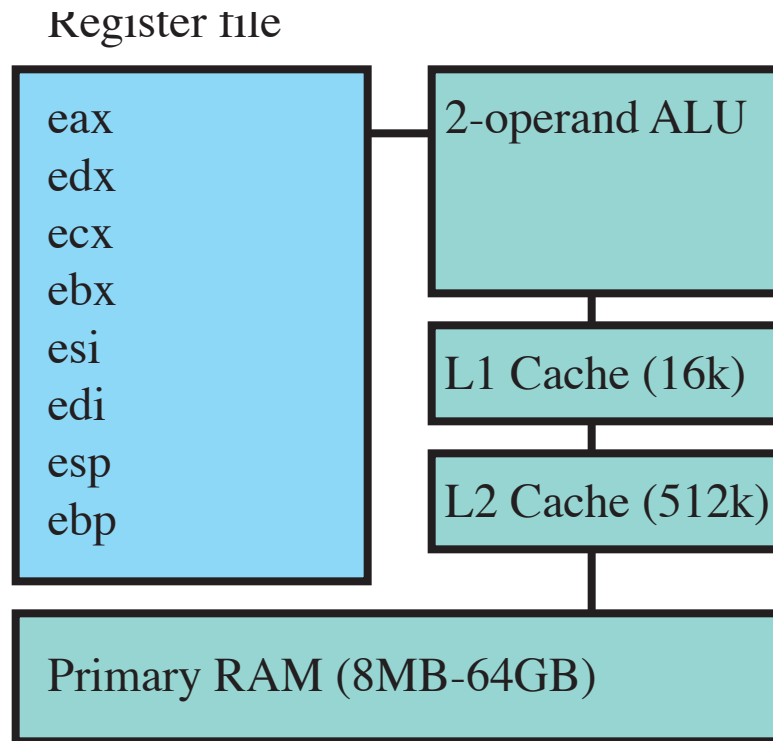 Register file
eax
edx
ecx
ebx
esi
edi
esp
ebp
2-operand ALU
L1 Cache (16k)
L2 Cache (512k)
Primary RAM (8MB-64GB)